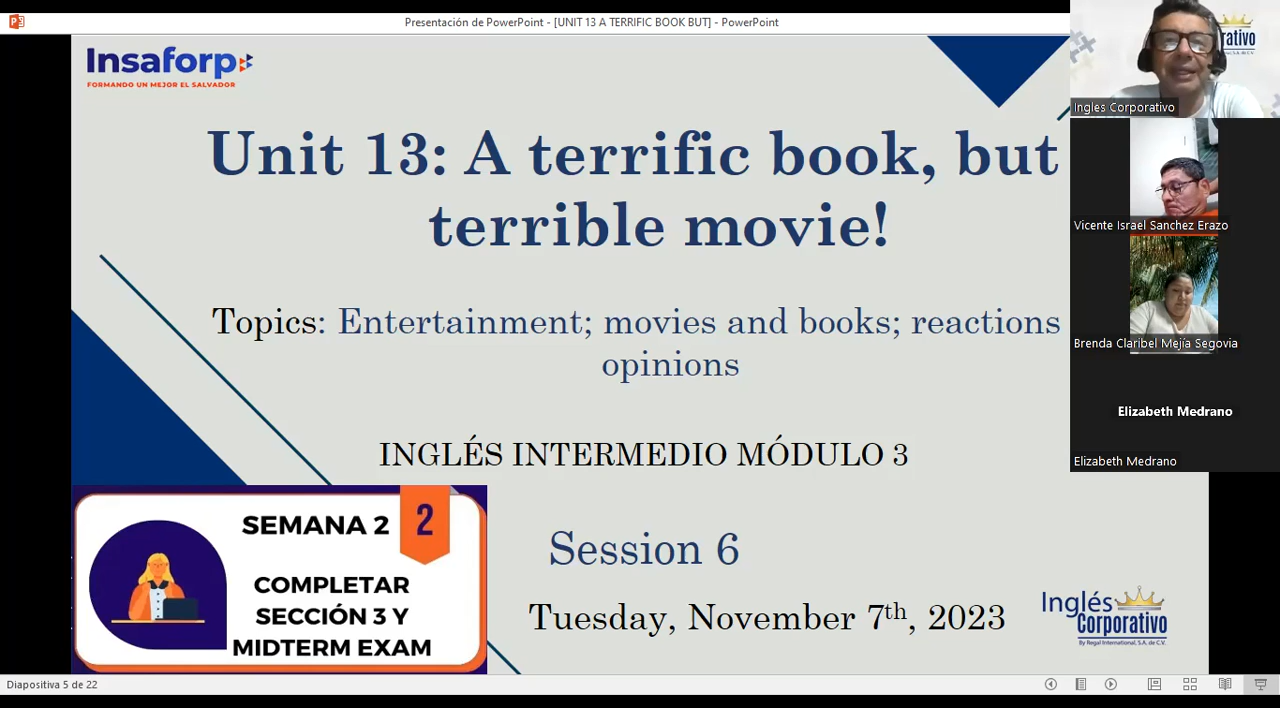 Presentación de PowerPoint - [UNIT 13 A TERRIFIC BOOK BUT] - PowerPoint
Insaforp
FORMANDO UN MEJOR EL SALVADOR
Unit 13: A terrific book, but
terrible movie!
Topics: Entertainment; movies and books; reactions
opinions
INGLÉS INTERMEDIO MÓDULO 3
SEMANA 2
2
COMPLETAR
SECCIÓN 3 Y
MIDTERM EXAM
Session 6
Tuesday, November 7th, 2023
Inglés
Corporativo
By Regal International, S.A. de C.V.
rativo
Ingles Corporativo
Vicente Israel Sanchez Erazo
Brenda Claribel Mejía Segovia
Elizabeth Medrano
Elizabeth Medrano
Diapositiva 5 de 22